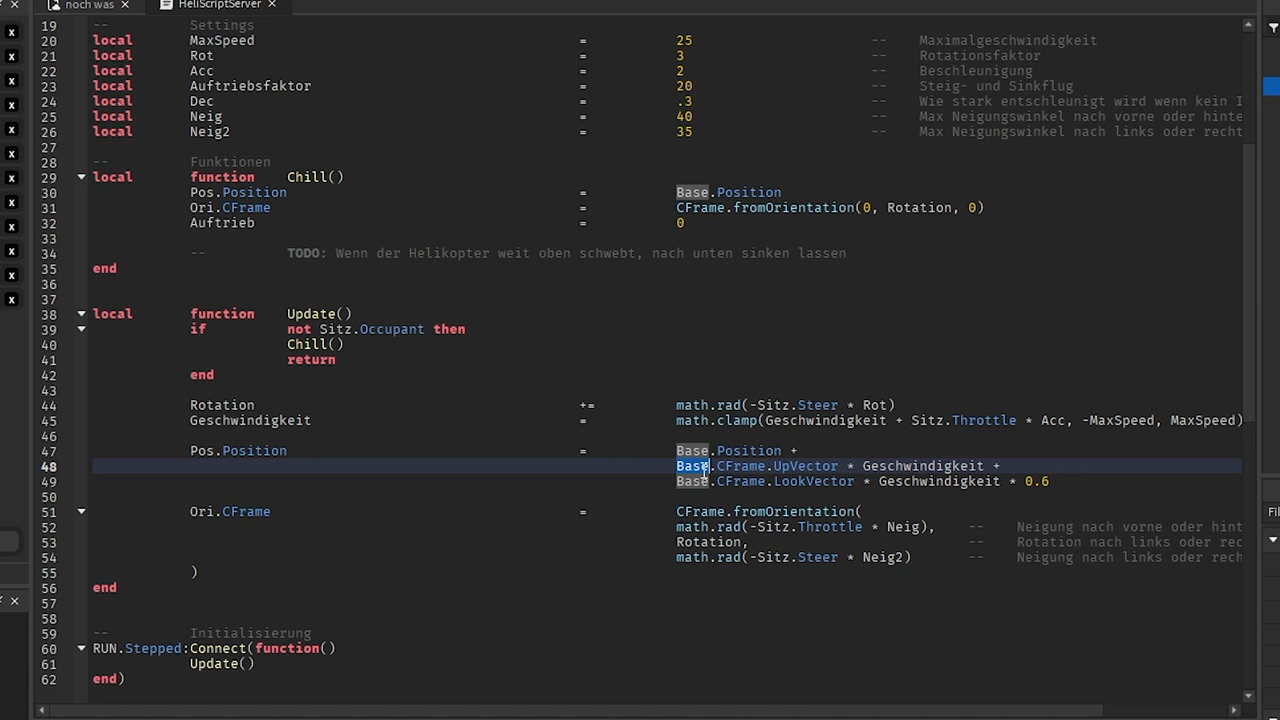 noch was
HeliScriptServer
19 -- Settings
20 local MaxSpeed = 25 -- Maximalgeschwindigkeit
21 local Rot = 3 -- Rotationsfaktor
22 local Acc = 2 -- Beschleunigung
23 local Auftriebsfaktor = 20 -- Steig- und Sinkflug
24 local Dec = .3 -- Wie stark entschleunigt wird wenn kein I
25 local Neig = 40 -- Max Neigungswinkel nach vorne oder hinte
26 local Neig2 = 35 -- Max Neigungswinkel nach links oder recht
27
28 -- Funktionen
29 local function Chill()
30 Pos.Position = Base.Position
31 Ori.CFrame = CFrame.fromOrientation(0, Rotation, 0)
32 Auftrieb = 0
33
34 -- TODO: Wenn der Helikopter weit oben schwebt, nach unten sinken lassen
35 end
36
37
38 local function Update()
39 if not Sitz.Occupant then
40 Chill()
41 return
42 end
43
44 Rotation += math.rad(-Sitz.Steer * Rot)
45 Geschwindigkeit = math.clamp(Geschwindigkeit + Sitz.Throttle * Acc, -MaxSpeed, MaxSpeed)
46
47 Pos.Position = Base.Position +
48 Base.CFrame.UpVector * Geschwindigkeit +
49 Base.CFrame.LookVector * Geschwindigkeit * 0.6
50
51 Ori.CFrame = CFrame.fromOrientation(
52 math.rad(-Sitz.Throttle * Neig), -- Neigung nach vorne oder hint
53 Rotation, -- Rotation nach links oder rec
54 math.rad(-Sitz.Steer * Neig2) -- Neigung nach links oder rech
55 )
56 end
57
58
59 -- Initialisierung
60 RUN.Stepped:Connect(function()
61 Update()
62 end)
Fil